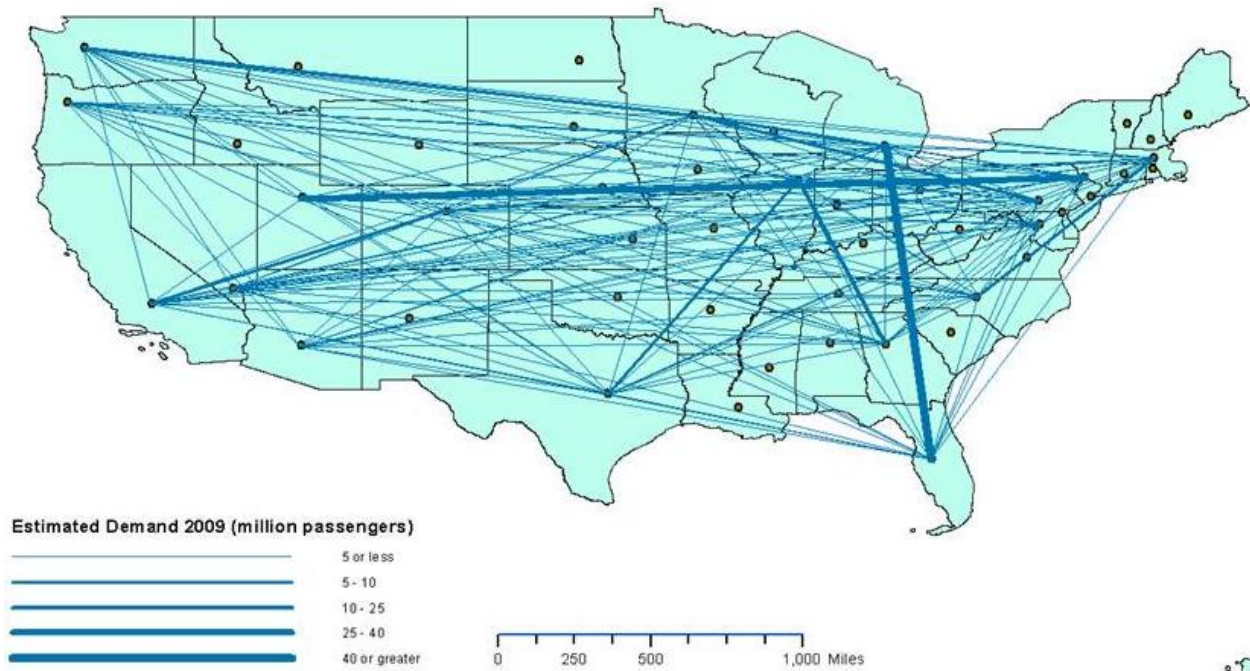 Estimated Demand 2009 (million passengers)
5 or less
5 - 10
10 - 25
25 - 40
40 or greater
0 250 500 1,000 Miles